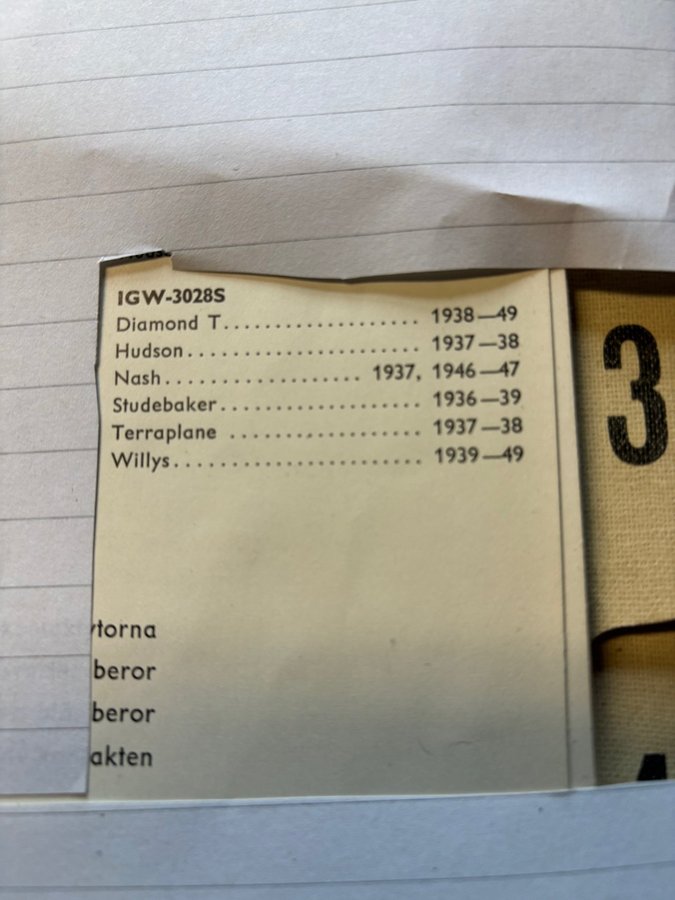 IGW-3028S
Diamond T..................... 1938—49
Hudson........................ 1937—38
Nash.................... 1937, 1946—47
Studebaker..................... 1936—39
Terraplane ..................... 1937—38
Willys.......................... 1939—49
torna
beror
beror
akten
3